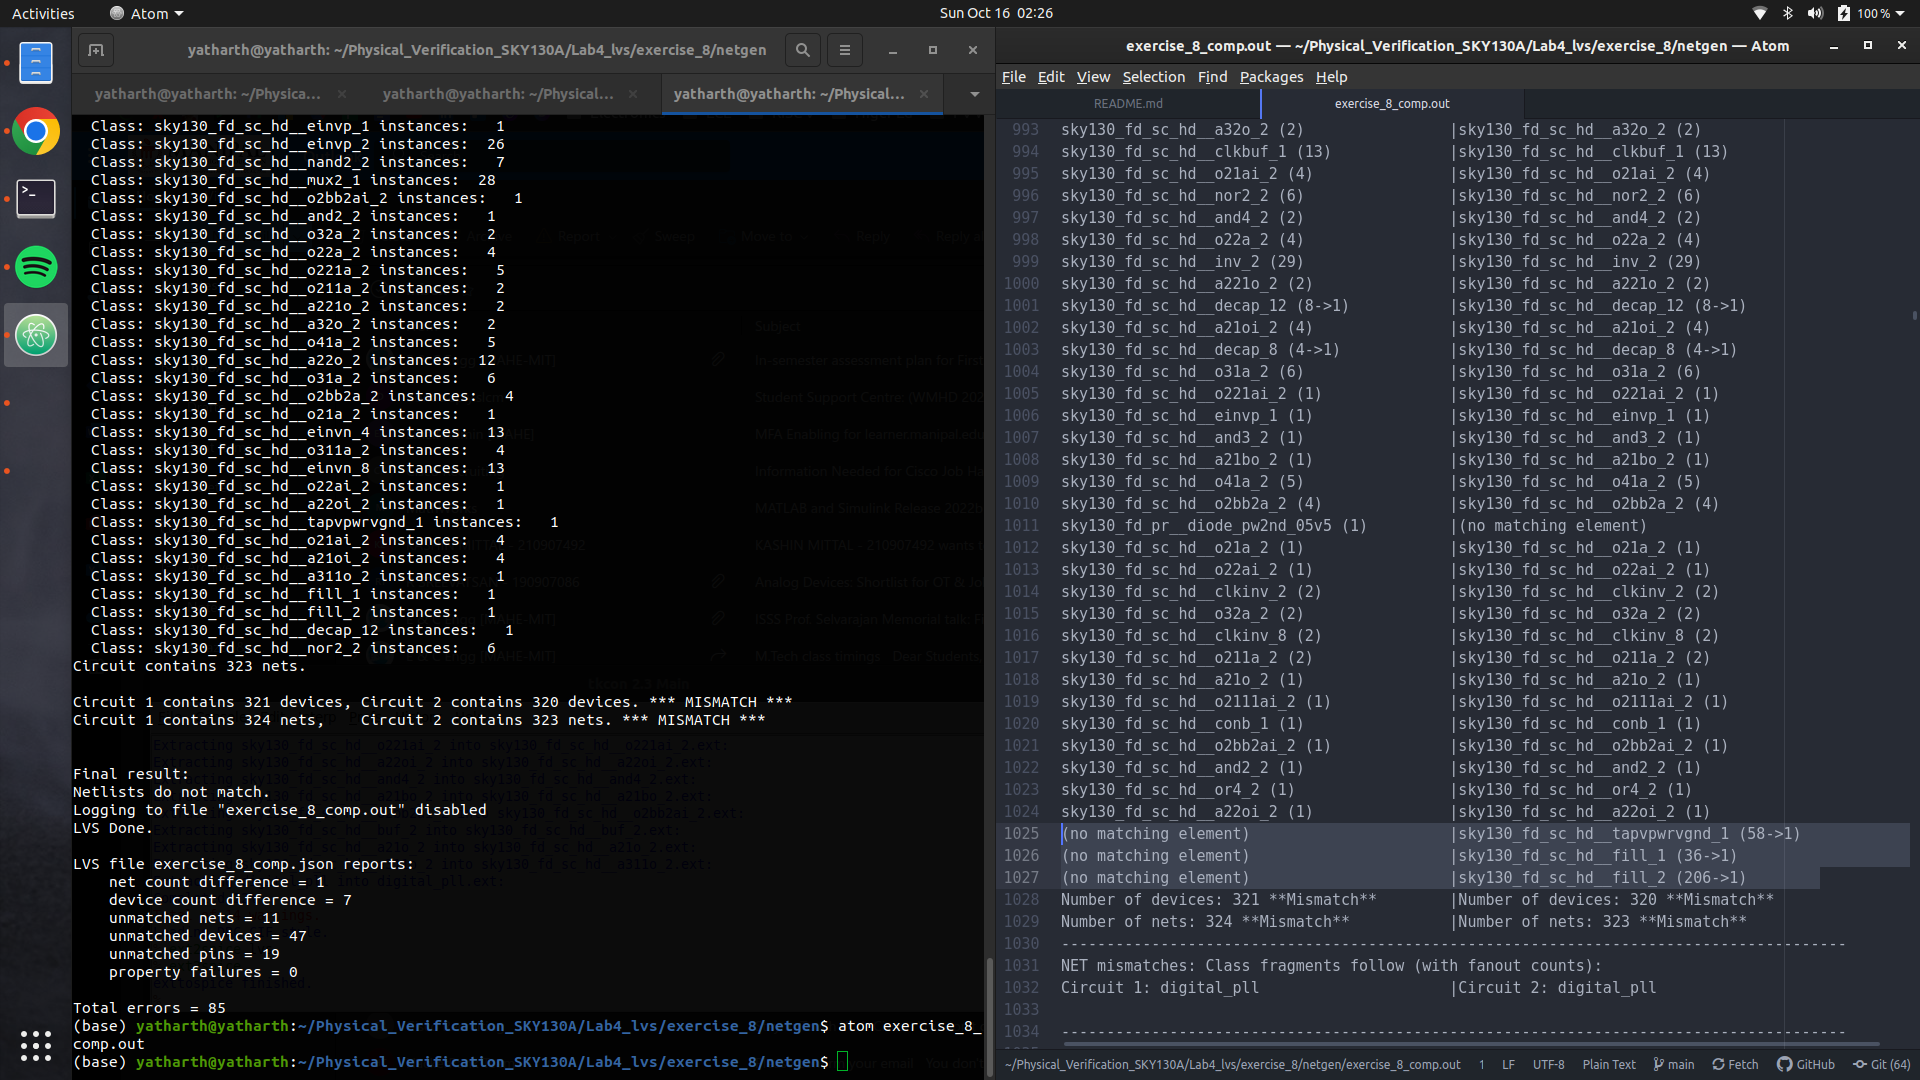 Activities
Atom
Sun Oct 16 02:26
100 %
yatharth@yatharth: ~/Physical_Verification_SKY130A/Lab4_lvs/exercise_8/netgen
yatharth@yatharth: ~/Physica...
yatharth@yatharth: ~/Physical...
yatharth@yatharth: ~/Physical...
Class: sky130_fd_sc_hd__einvp_1 instances: 1
Class: sky130_fd_sc_hd__einvp_2 instances: 26
Class: sky130_fd_sc_hd__nand2_2 instances: 7
Class: sky130_fd_sc_hd__mux2_1 instances: 28
Class: sky130_fd_sc_hd__o2bb2ai_2 instances: 1
Class: sky130_fd_sc_hd__and2_2 instances: 1
Class: sky130_fd_sc_hd__o32a_2 instances: 2
Class: sky130_fd_sc_hd__o22a_2 instances: 4
Class: sky130_fd_sc_hd__o221a_2 instances: 5
Class: sky130_fd_sc_hd__o211a_2 instances: 2
Class: sky130_fd_sc_hd__a221o_2 instances: 2
Class: sky130_fd_sc_hd__a32o_2 instances: 2
Class: sky130_fd_sc_hd__o41a_2 instances: 5
Class: sky130_fd_sc_hd__a22o_2 instances: 12
Class: sky130_fd_sc_hd__o31a_2 instances: 6
Class: sky130_fd_sc_hd__o2bb2a_2 instances: 4
Class: sky130_fd_sc_hd__o21a_2 instances: 1
Class: sky130_fd_sc_hd__einvn_4 instances: 13
Class: sky130_fd_sc_hd__o311a_2 instances: 4
Class: sky130_fd_sc_hd__einvn_8 instances: 13
Class: sky130_fd_sc_hd__o22ai_2 instances: 1
Class: sky130_fd_sc_hd__a22oi_2 instances: 1
Class: sky130_fd_sc_hd__tapvpwrvgnd_1 instances: 1
Class: sky130_fd_sc_hd__o21ai_2 instances: 4
Class: sky130_fd_sc_hd__a21oi_2 instances: 4
Class: sky130_fd_sc_hd__a311o_2 instances: 1
Class: sky130_fd_sc_hd__fill_1 instances: 1
Class: sky130_fd_sc_hd__fill_2 instances: 1
Class: sky130_fd_sc_hd__decap_12 instances: 1
Class: sky130_fd_sc_hd__nor2_2 instances: 6
Circuit contains 323 nets.
Circuit 1 contains 321 devices, Circuit 2 contains 320 devices. *** MISMATCH ***
Circuit 1 contains 324 nets, Circuit 2 contains 323 nets. *** MISMATCH ***
Final result:
Netlists do not match.
Logging to file "exercise_8_comp.out" disabled
LVS Done.
LVS file exercise_8_comp.json reports:
net count difference = 1
device count difference = 7
unmatched nets = 11
unmatched devices = 47
unmatched pins = 19
property failures = 0
Total errors = 85
(base) yatharth@yatharth:~/Physical_Verification_SKY130A/Lab4_lvs/exercise_8/netgen$ atom exercise_8_
comp.out
(base) yatharth@yatharth:~/Physical_Verification_SKY130A/Lab4_lvs/exercise_8/netgen$
exercise_8_comp.out — ~/Physical_Verification_SKY130A/Lab4_lvs/exercise_8/netgen — Atom
File Edit View Selection Find Packages Help
README.md
exercise_8_comp.out
993 sky130_fd_sc_hd__a32o_2 (2) |sky130_fd_sc_hd__a32o_2 (2)
994 sky130_fd_sc_hd__clkbuf_1 (13) |sky130_fd_sc_hd__clkbuf_1 (13)
995 sky130_fd_sc_hd__o21ai_2 (4) |sky130_fd_sc_hd__o21ai_2 (4)
996 sky130_fd_sc_hd__nor2_2 (6) |sky130_fd_sc_hd__nor2_2 (6)
997 sky130_fd_sc_hd__and4_2 (2) |sky130_fd_sc_hd__and4_2 (2)
998 sky130_fd_sc_hd__o22a_2 (4) |sky130_fd_sc_hd__o22a_2 (4)
999 sky130_fd_sc_hd__inv_2 (29) |sky130_fd_sc_hd__inv_2 (29)
1000 sky130_fd_sc_hd__a221o_2 (2) |sky130_fd_sc_hd__a221o_2 (2)
1001 sky130_fd_sc_hd__decap_12 (8->1) |sky130_fd_sc_hd__decap_12 (8->1)
1002 sky130_fd_sc_hd__a21oi_2 (4) |sky130_fd_sc_hd__a21oi_2 (4)
1003 sky130_fd_sc_hd__decap_8 (4->1) |sky130_fd_sc_hd__decap_8 (4->1)
1004 sky130_fd_sc_hd__o31a_2 (6) |sky130_fd_sc_hd__o31a_2 (6)
1005 sky130_fd_sc_hd__o221ai_2 (1) |sky130_fd_sc_hd__o221ai_2 (1)
1006 sky130_fd_sc_hd__einvp_1 (1) |sky130_fd_sc_hd__einvp_1 (1)
1007 sky130_fd_sc_hd__and3_2 (1) |sky130_fd_sc_hd__and3_2 (1)
1008 sky130_fd_sc_hd__a21bo_2 (1) |sky130_fd_sc_hd__a21bo_2 (1)
1009 sky130_fd_sc_hd__o41a_2 (5) |sky130_fd_sc_hd__o41a_2 (5)
1010 sky130_fd_sc_hd__o2bb2a_2 (4) |sky130_fd_sc_hd__o2bb2a_2 (4)
1011 sky130_fd_pr__diode_pw2nd_05v5 (1) |(no matching element)
1012 sky130_fd_sc_hd__o21a_2 (1) |sky130_fd_sc_hd__o21a_2 (1)
1013 sky130_fd_sc_hd__o22ai_2 (1) |sky130_fd_sc_hd__o22ai_2 (1)
1014 sky130_fd_sc_hd__clkinv_2 (2) |sky130_fd_sc_hd__clkinv_2 (2)
1015 sky130_fd_sc_hd__o32a_2 (2) |sky130_fd_sc_hd__o32a_2 (2)
1016 sky130_fd_sc_hd__clkinv_8 (2) |sky130_fd_sc_hd__clkinv_8 (2)
1017 sky130_fd_sc_hd__o211a_2 (2) |sky130_fd_sc_hd__o211a_2 (2)
1018 sky130_fd_sc_hd__a21o_2 (1) |sky130_fd_sc_hd__a21o_2 (1)
1019 sky130_fd_sc_hd__o2111ai_2 (1) |sky130_fd_sc_hd__o2111ai_2 (1)
1020 sky130_fd_sc_hd__conb_1 (1) |sky130_fd_sc_hd__conb_1 (1)
1021 sky130_fd_sc_hd__o2bb2ai_2 (1) |sky130_fd_sc_hd__o2bb2ai_2 (1)
1022 sky130_fd_sc_hd__and2_2 (1) |sky130_fd_sc_hd__and2_2 (1)
1023 sky130_fd_sc_hd__or4_2 (1) |sky130_fd_sc_hd__or4_2 (1)
1024 sky130_fd_sc_hd__a22oi_2 (1) |sky130_fd_sc_hd__a22oi_2 (1)
1025 (no matching element) |sky130_fd_sc_hd__tapvpwrvgnd_1 (58->1)
1026 (no matching element) |sky130_fd_sc_hd__fill_1 (36->1)
1027 (no matching element) |sky130_fd_sc_hd__fill_2 (206->1)
1028 Number of devices: 321 **Mismatch** |Number of devices: 320 **Mismatch**
1029 Number of nets: 324 **Mismatch** |Number of nets: 323 **Mismatch**
1030 ---------------------------------------------------------------------------------------
1031 NET mismatches: Class fragments follow (with fanout counts):
1032 Circuit 1: digital_pll |Circuit 2: digital_pll
1033
1034 ---------------------------------------------------------------------------------------
~/Physical_Verification_SKY130A/Lab4_lvs/exercise_8/netgen/exercise_8_comp.out 1 LF UTF-8 Plain Text main Fetch GitHub Git (64)